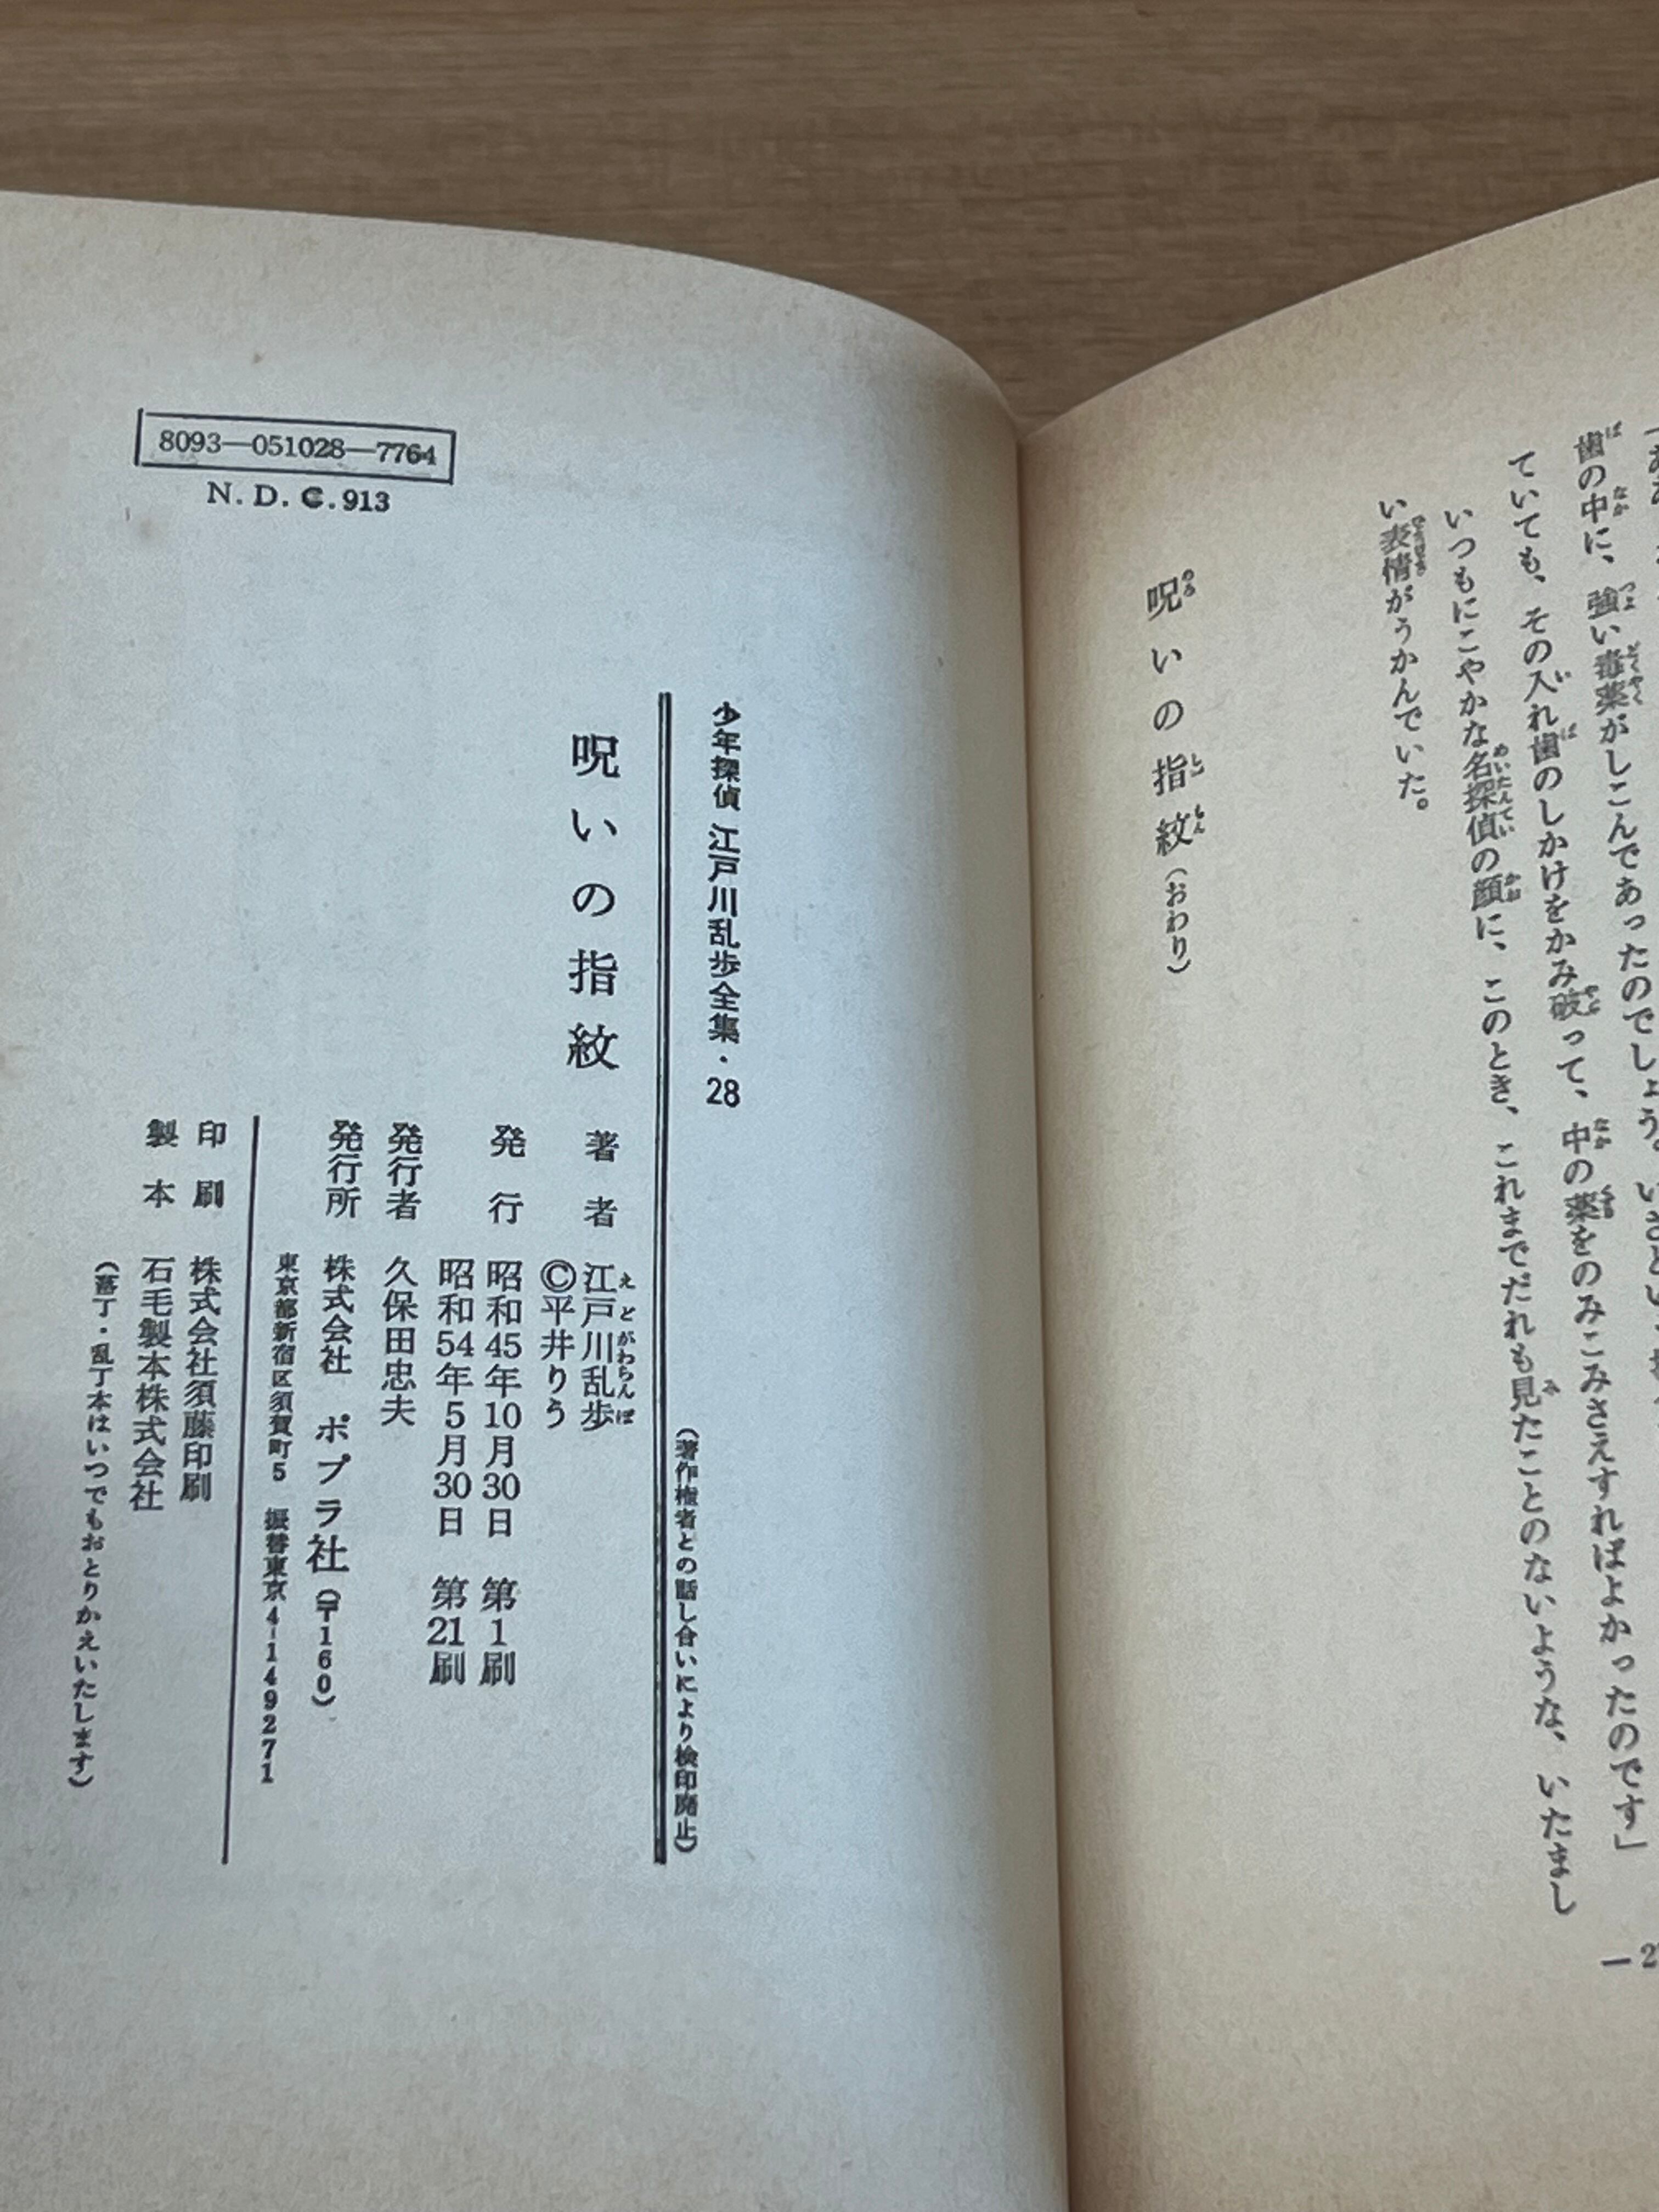 歯の中に、強い毒薬がしこんであったのでしょう。
ていても、その入れ歯のしかけをかみ破って、中の薬をのみこみさえすればよかったのです」
いつもにこやかな名探偵の顔に、このとき、これまでだれも見たことのないような、いたまし
い表情がうかんでいた。
呪いの指紋(おわり)
8093―051028―7764
N.D.C.913
少年探偵 江戸川乱歩全集・28
(著作権者との話し合いにより検印廃止)
呪いの指紋
著者 江戸川乱歩
©平井りう
発行 昭和45年10月30日 第1刷
昭和54年5月30日 第21刷
発行者 久保田忠夫
発行所 株式会社 ポプラ社(〒160)
東京都新宿区須賀町5 振替東京4-149271
印刷 株式会社須藤印刷
製本 石毛製本株式会社
(落丁・乱丁本はいつでもおとりかえいたします)